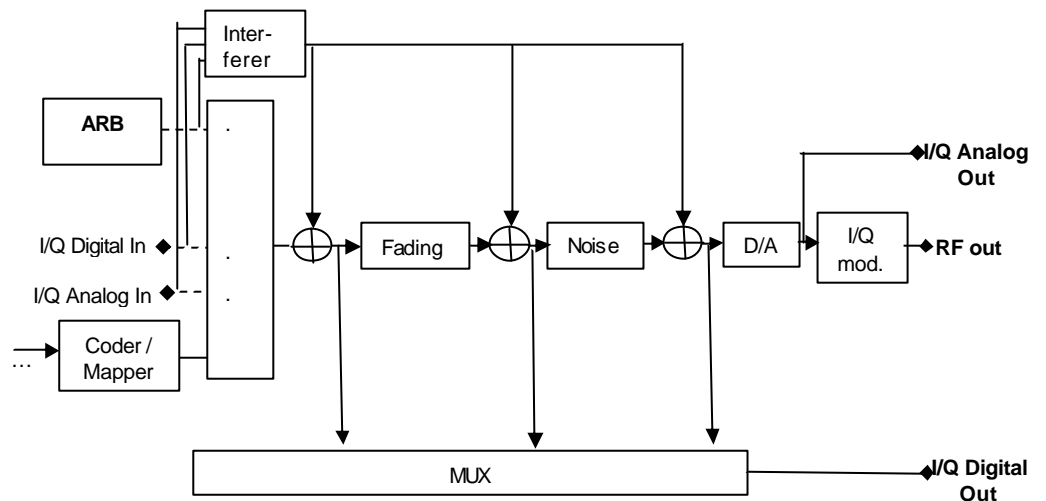 Inter-
ferer
ARB
I/Q Analog
Out
I/Q Digital In
Fading
Noise
D/A
I/Q
mod.
RF out
I/Q Analog In
Coder /
Mapper
...
MUX
I/Q Digital
Out